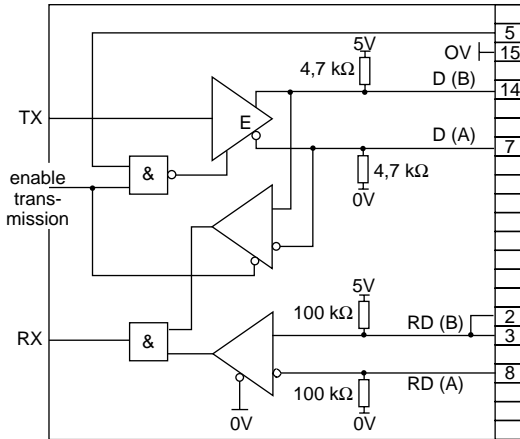 5
5V
OV
15
4,7 kΩ
D (B)
14
TX
E
D (A)
7
enable
trans-
mission
&
4,7 kΩ
0V
5V
100 kΩ
RD (B)
2
3
RX
&
8
100 kΩ
RD (A)
0V
0V